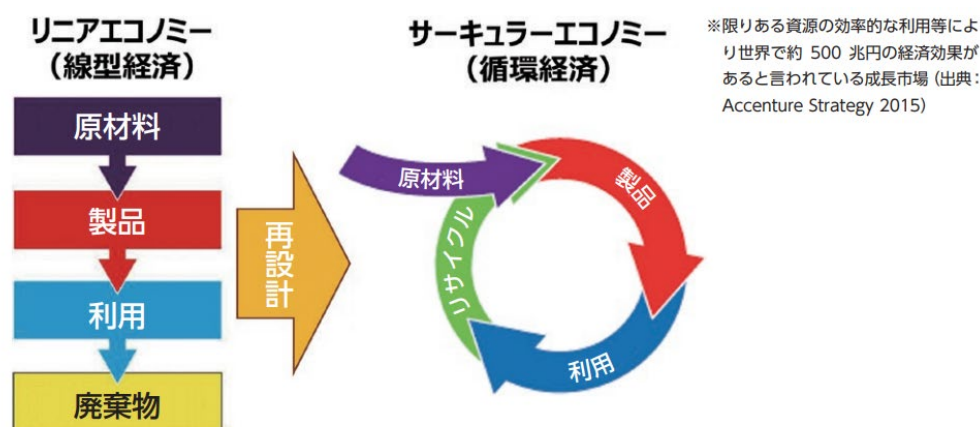 リニアエコノミー
（線型経済）
原材料
製品
利用
廃棄物
再設計
サーキュラーエコノミー
（循環経済）
原材料
製品
利用
リサイクル
※限りある資源の効率的な利用等によ
り世界で約 500 兆円の経済効果が
あると言われている成長市場（出典：
Accenture Strategy 2015）